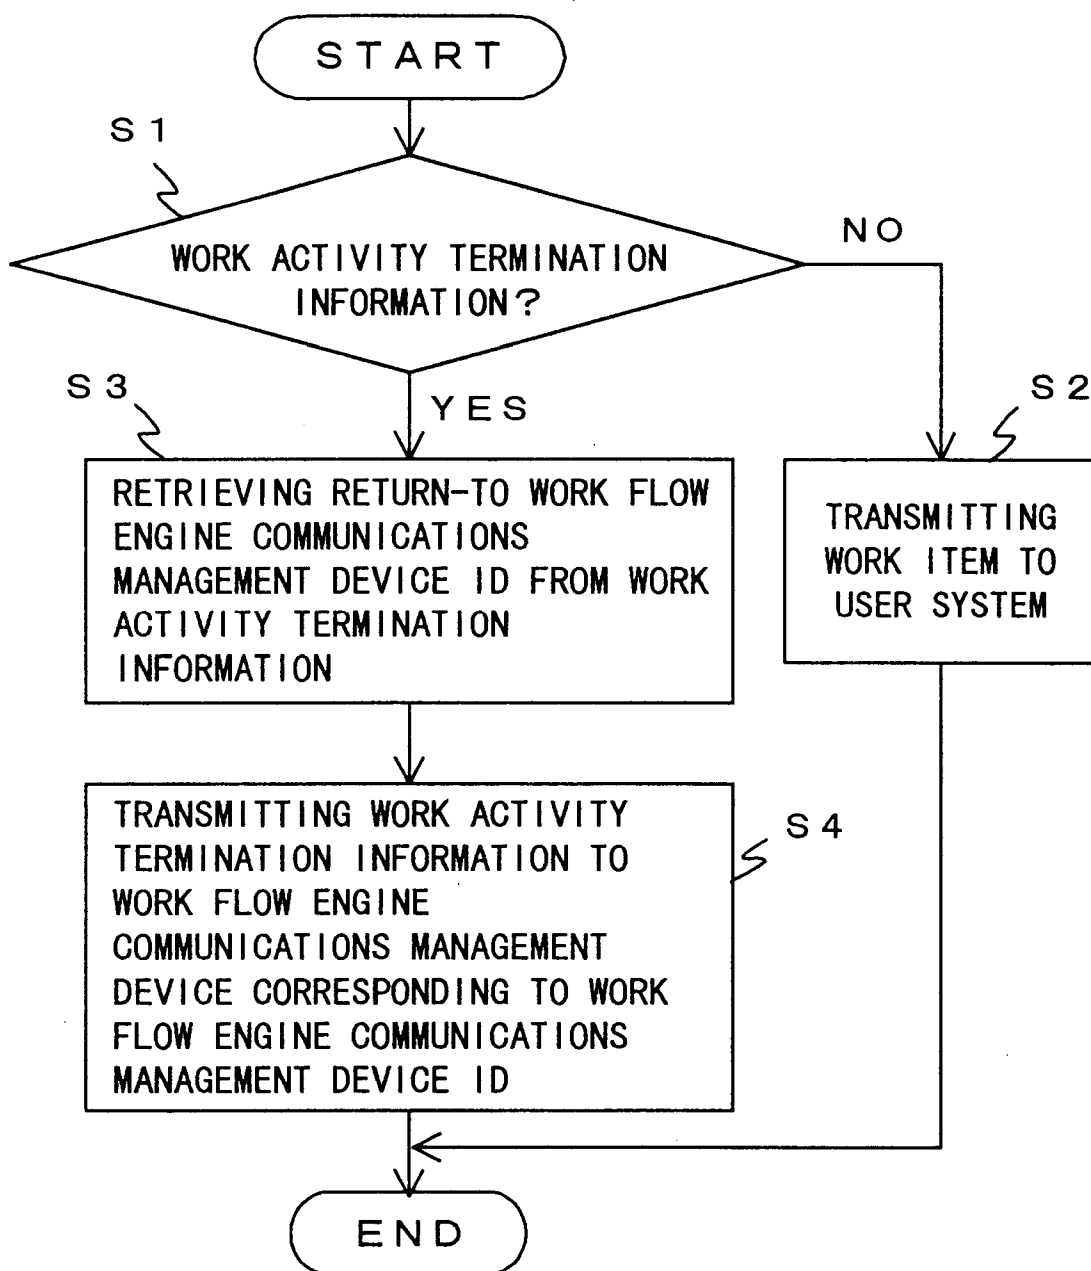 START
S1
WORK ACTIVITY TERMINATION
INFORMATION?
NO
S3
YES
S2
RETRIEVING RETURN-TO WORK FLOW
ENGINE COMMUNICATIONS
MANAGEMENT DEVICE ID FROM WORK
ACTIVITY TERMINATION
INFORMATION
TRANSMITTING
WORK ITEM TO
USER SYSTEM
TRANSMITTING WORK ACTIVITY
TERMINATION INFORMATION TO
WORK FLOW ENGINE
COMMUNICATIONS MANAGEMENT
DEVICE CORRESPONDING TO WORK
FLOW ENGINE COMMUNICATIONS
MANAGEMENT DEVICE ID
S4
END